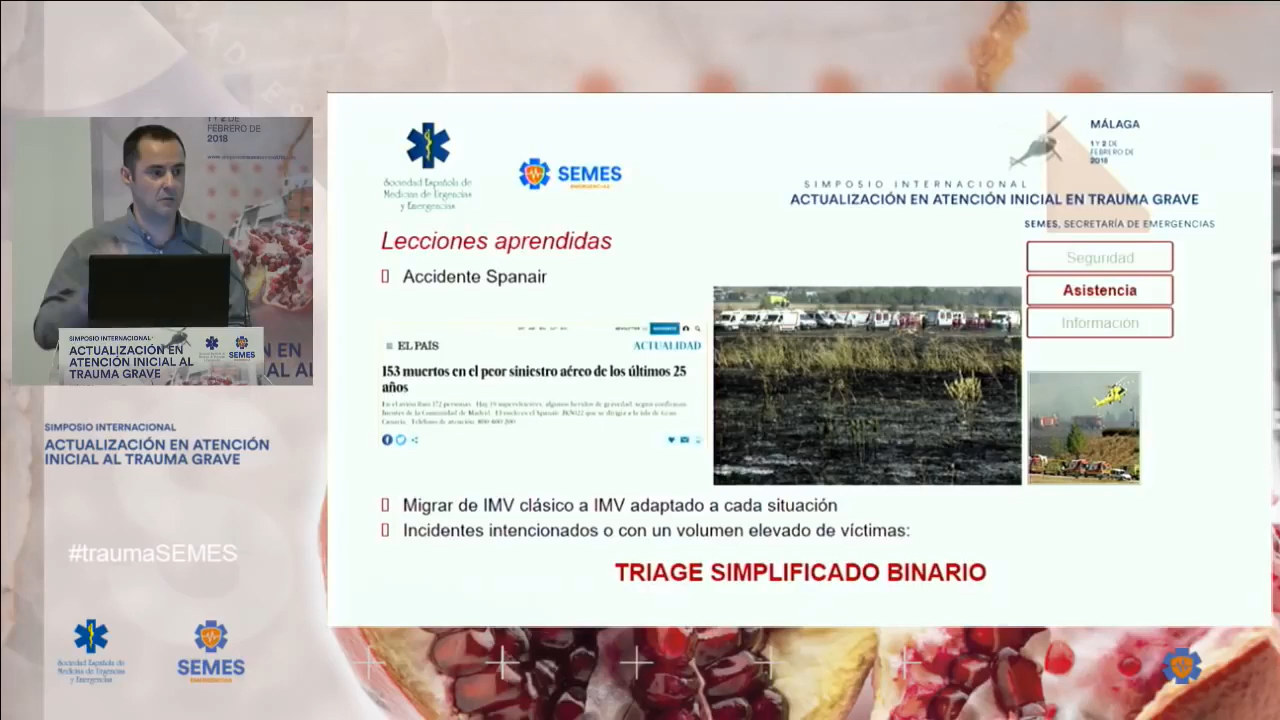 1 Y 2 DE
FEBRERO DE
2018
SIMPOSIO INTERNACIONAL
ACTUALIZACIÓN EN
ATENCIÓN INICIAL AL
TRAUMA GRAVE
SEMES
SIMPOSIO INTERNACIONAL
ACTUALIZACIÓN EN ATENCIÓN
INICIAL AL TRAUMA GRAVE
#traumaSEMES
Sociedad Española de
Medicina de Urgencias
y Emergencias
SEMES
EMERGENCIAS
Sociedad Española de
Medicina de Urgencias
y Emergencias
SEMES
EMERGENCIAS
MÁLAGA
1 Y 2 DE
FEBRERO DE
2018
SIMPOSIO INTERNACIONAL
ACTUALIZACIÓN EN ATENCIÓN INICIAL EN TRAUMA GRAVE
SEMES, SECRETARÍA DE EMERGENCIAS
Lecciones aprendidas
Accidente Spanair
Seguridad
Asistencia
Información
EL PAÍS
ACTUALIDAD
153 muertos en el peor siniestro aéreo de los últimos 25
años
Migrar de IMV clásico a IMV adaptado a cada situación
Incidentes intencionados o con un volumen elevado de víctimas:
TRIAGE SIMPLIFICADO BINARIO